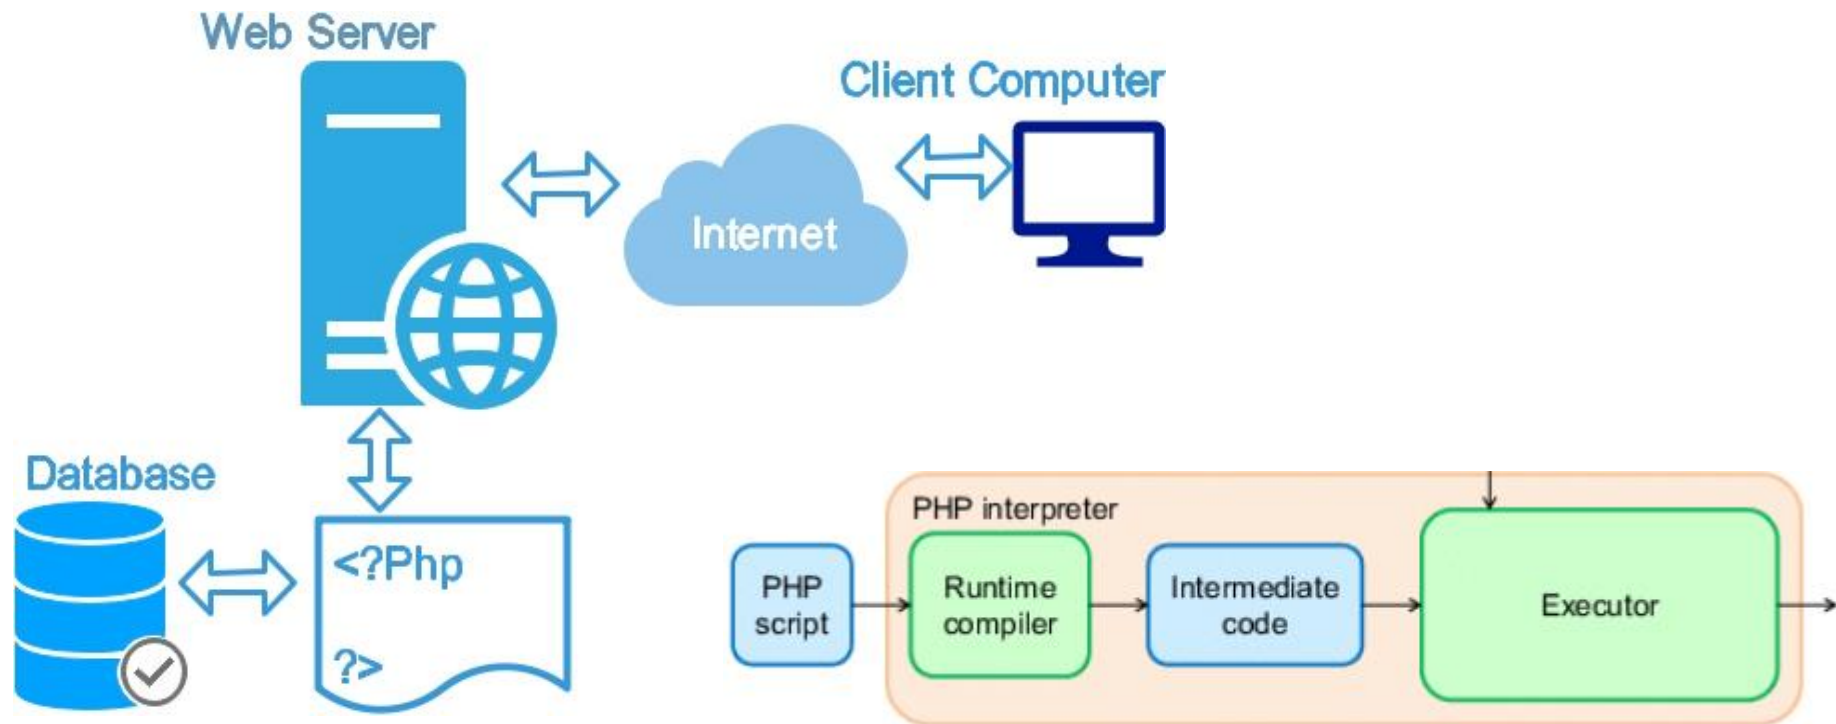 Web Server
Client Computer
Internet
Database
<?Php
?>
PHP interpreter
PHP
script
Runtime
compiler
Intermediate
code
Executor